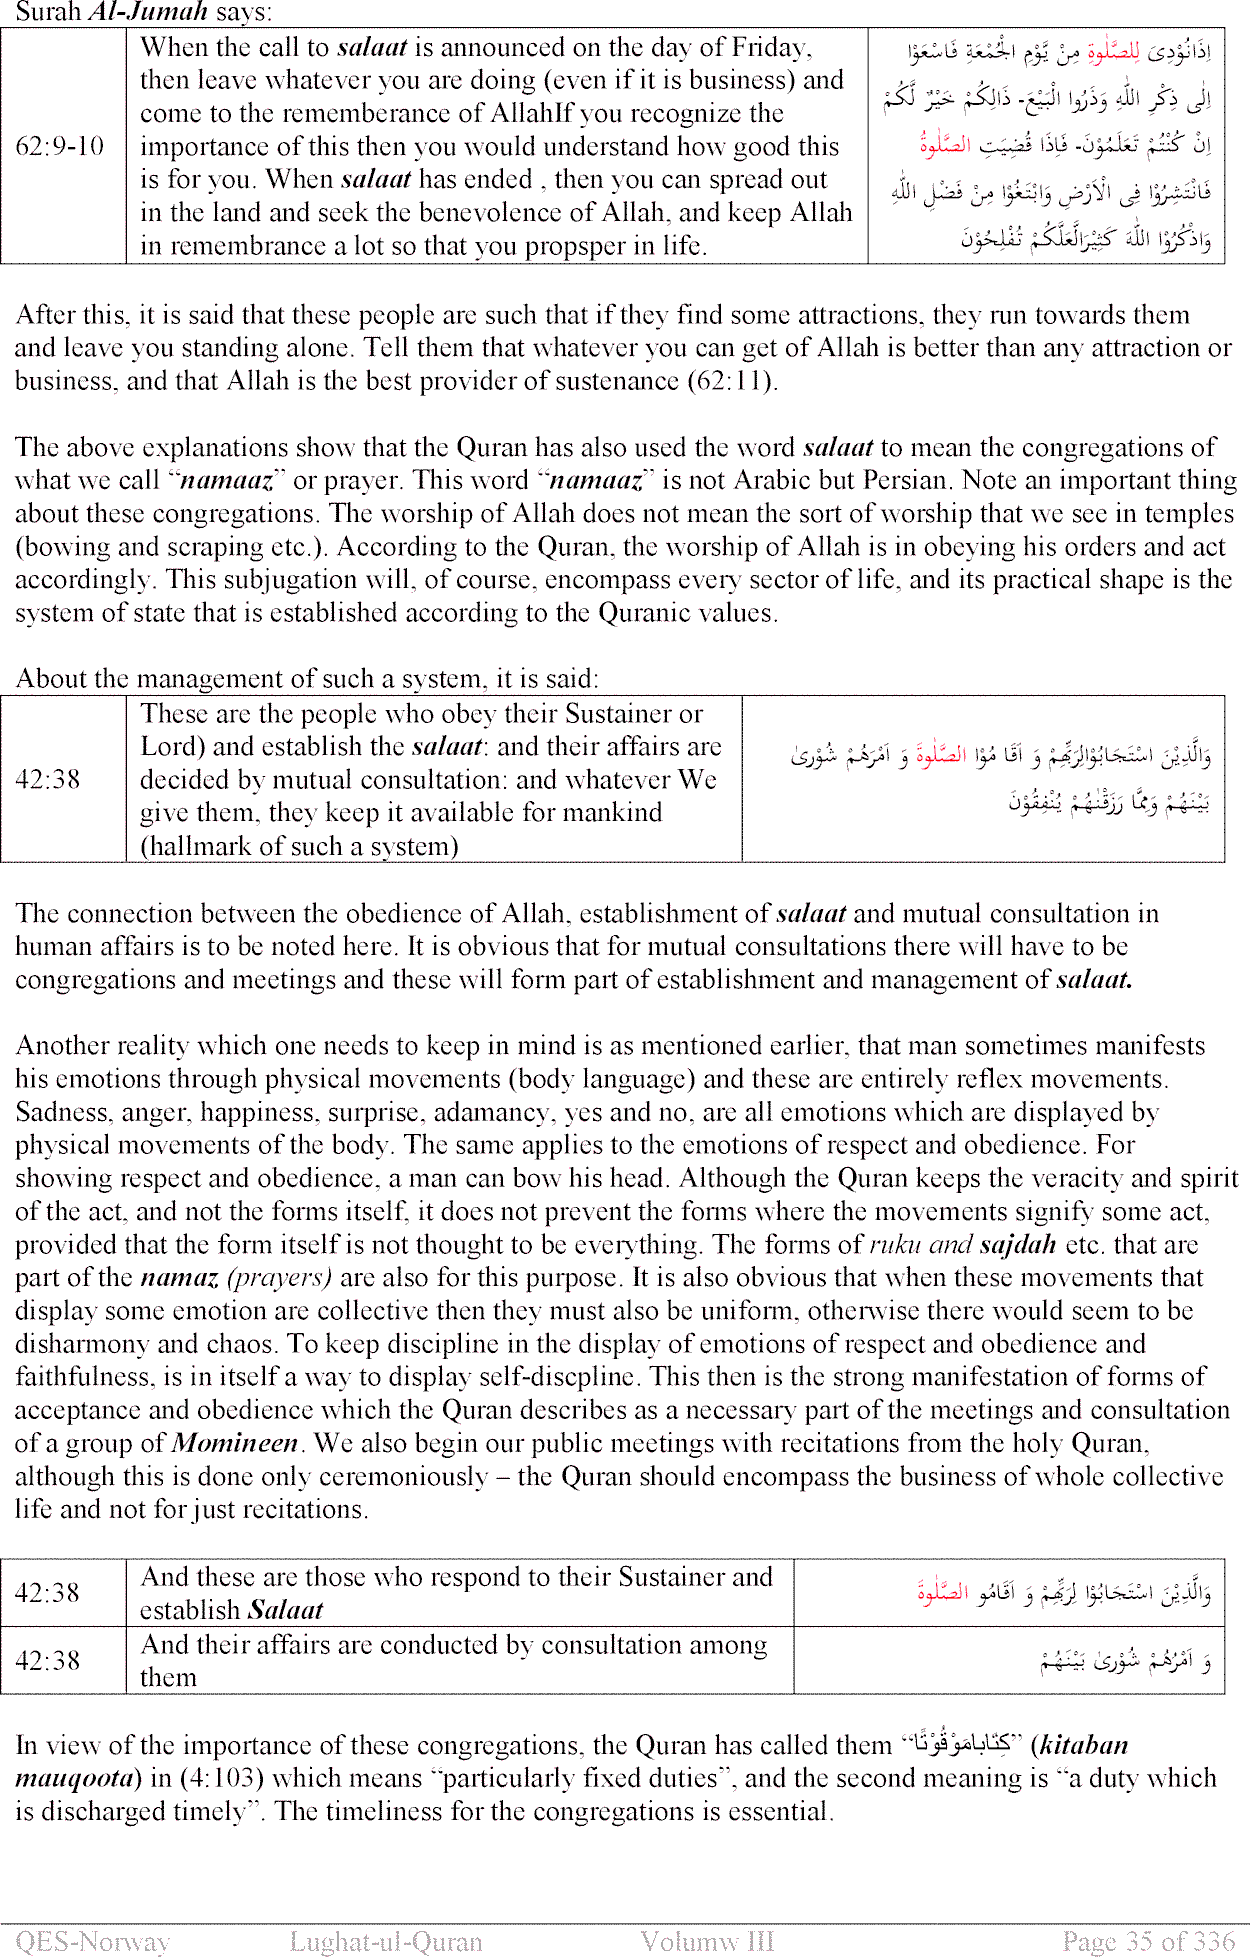 Surah Al-Jumah says:
62:9-10
When the call to salaat is announced on the day of Friday,
then leave whatever you are doing (even if it is business) and
come to the rememberance of AllahIf you recognize the
importance of this then you would understand how good this
is for you. When salaat has ended , then you can spread out
in the land and seek the benevolence of Allah, and keep Allah
in remembrance a lot so that you propsper in life.
اِذَانُوْدِىَ لِلصَّلٰوةِ مِنْ يَّوْمِ الْجُمْعَةِ فَاسْعَوْا
اِلٰى ذِكْرِ اللّٰهِ وَذَرُوا الْبَيْعَ- ذَالِكُمْ خَيْرٌ لَّكُمْ
اِنْ كُنْتُمْ تَعَلَمُوْنَ- فَاِذَا قُضِيَتِ الصَّلٰوةُ
فَانْتَشِرُوْا فِى الْاَرْضِ وَابْتَغُوْا مِنْ فَضْلِ اللّٰهِ
وَاذْكُرُوْا اللّٰهَ كَثِيْرَالَّعَلَّكُمْ تُفْلِحُوْنَ
After this, it is said that these people are such that if they find some attractions, they run towards them
and leave you standing alone. Tell them that whatever you can get of Allah is better than any attraction or
business, and that Allah is the best provider of sustenance (62:11).
The above explanations show that the Quran has also used the word salaat to mean the congregations of
what we call “namaaz” or prayer. This word “namaaz” is not Arabic but Persian. Note an important thing
about these congregations. The worship of Allah does not mean the sort of worship that we see in temples
(bowing and scraping etc.). According to the Quran, the worship of Allah is in obeying his orders and act
accordingly. This subjugation will, of course, encompass every sector of life, and its practical shape is the
system of state that is established according to the Quranic values.
About the management of such a system, it is said:
42:38
These are the people who obey their Sustainer or
Lord) and establish the salaat: and their affairs are
decided by mutual consultation: and whatever We
give them, they keep it available for mankind
(hallmark of such a system)
وَالَّذِيْنَ اسْتَجَابُوْالِرَبِّهِمْ وَ اَقَا مُوْا الصَّلٰوةَ وَ اَمْرَهُمْ شُوْرىٰ
بَيْنَهُمْ وَمِمَّا رَزَقْنٰهُمْ يُنْفِقُوْنَ
The connection between the obedience of Allah, establishment of salaat and mutual consultation in
human affairs is to be noted here. It is obvious that for mutual consultations there will have to be
congregations and meetings and these will form part of establishment and management of salaat.
Another reality which one needs to keep in mind is as mentioned earlier, that man sometimes manifests
his emotions through physical movements (body language) and these are entirely reflex movements.
Sadness, anger, happiness, surprise, adamancy, yes and no, are all emotions which are displayed by
physical movements of the body. The same applies to the emotions of respect and obedience. For
showing respect and obedience, a man can bow his head. Although the Quran keeps the veracity and spirit
of the act, and not the forms itself, it does not prevent the forms where the movements signify some act,
provided that the form itself is not thought to be everything. The forms of ruku and sajdah etc. that are
part of the namaz (prayers) are also for this purpose. It is also obvious that when these movements that
display some emotion are collective then they must also be uniform, otherwise there would seem to be
disharmony and chaos. To keep discipline in the display of emotions of respect and obedience and
faithfulness, is in itself a way to display self-discpline. This then is the strong manifestation of forms of
acceptance and obedience which the Quran describes as a necessary part of the meetings and consultation
of a group of Momineen. We also begin our public meetings with recitations from the holy Quran,
although this is done only ceremoniously – the Quran should encompass the business of whole collective
life and not for just recitations.
42:38
And these are those who respond to their Sustainer and
establish Salaat
وَالَّذِيْنَ اسْتَجَابُوْا لِرَبِّهِمْ وَ اَقَامُو الصَّلٰوةَ
42:38
And their affairs are conducted by consultation among
them
وَ اَمْرُهُمْ شُوْرىٰ بَيْنَهُمْ
In view of the importance of these congregations, the Quran has called them “كِتَابامَوْقُوْتًا” (kitaban
mauqoota) in (4:103) which means “particularly fixed duties”, and the second meaning is “a duty which
is discharged timely”. The timeliness for the congregations is essential.
QES-Norway Lughat-ul-Quran Volumw III Page 35 of 336